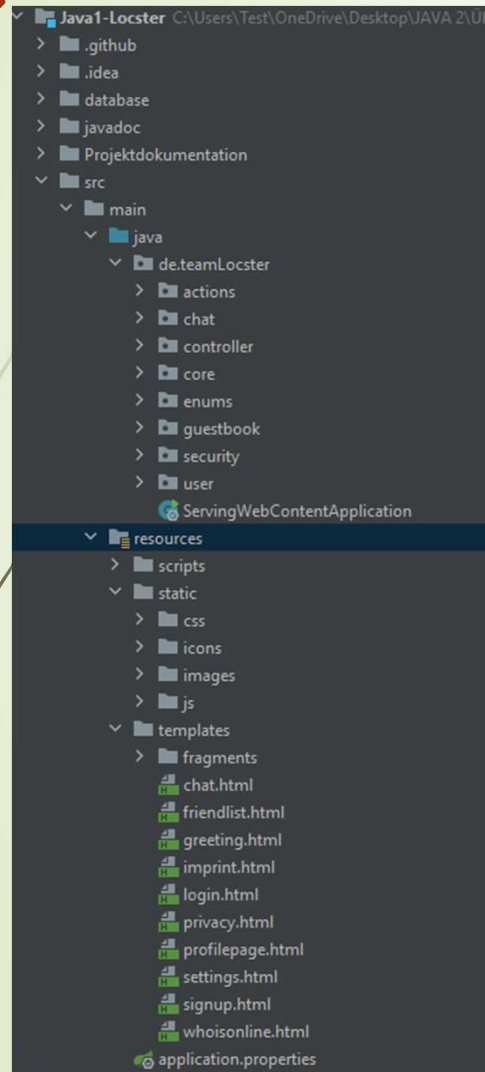 Java1-Locster C:\Users\Test\OneDrive\Desktop\JAVA 2\
.github
.idea
database
javadoc
Projektdokumentation
src
main
java
de.teamLocster
actions
chat
controller
core
enums
guestbook
security
user
ServingWebContentApplication
resources
scripts
static
css
icons
images
js
templates
fragments
chat.html
friendlist.html
greeting.html
imprint.html
login.html
privacy.html
profilepage.html
settings.html
signup.html
whoisonline.html
application.properties